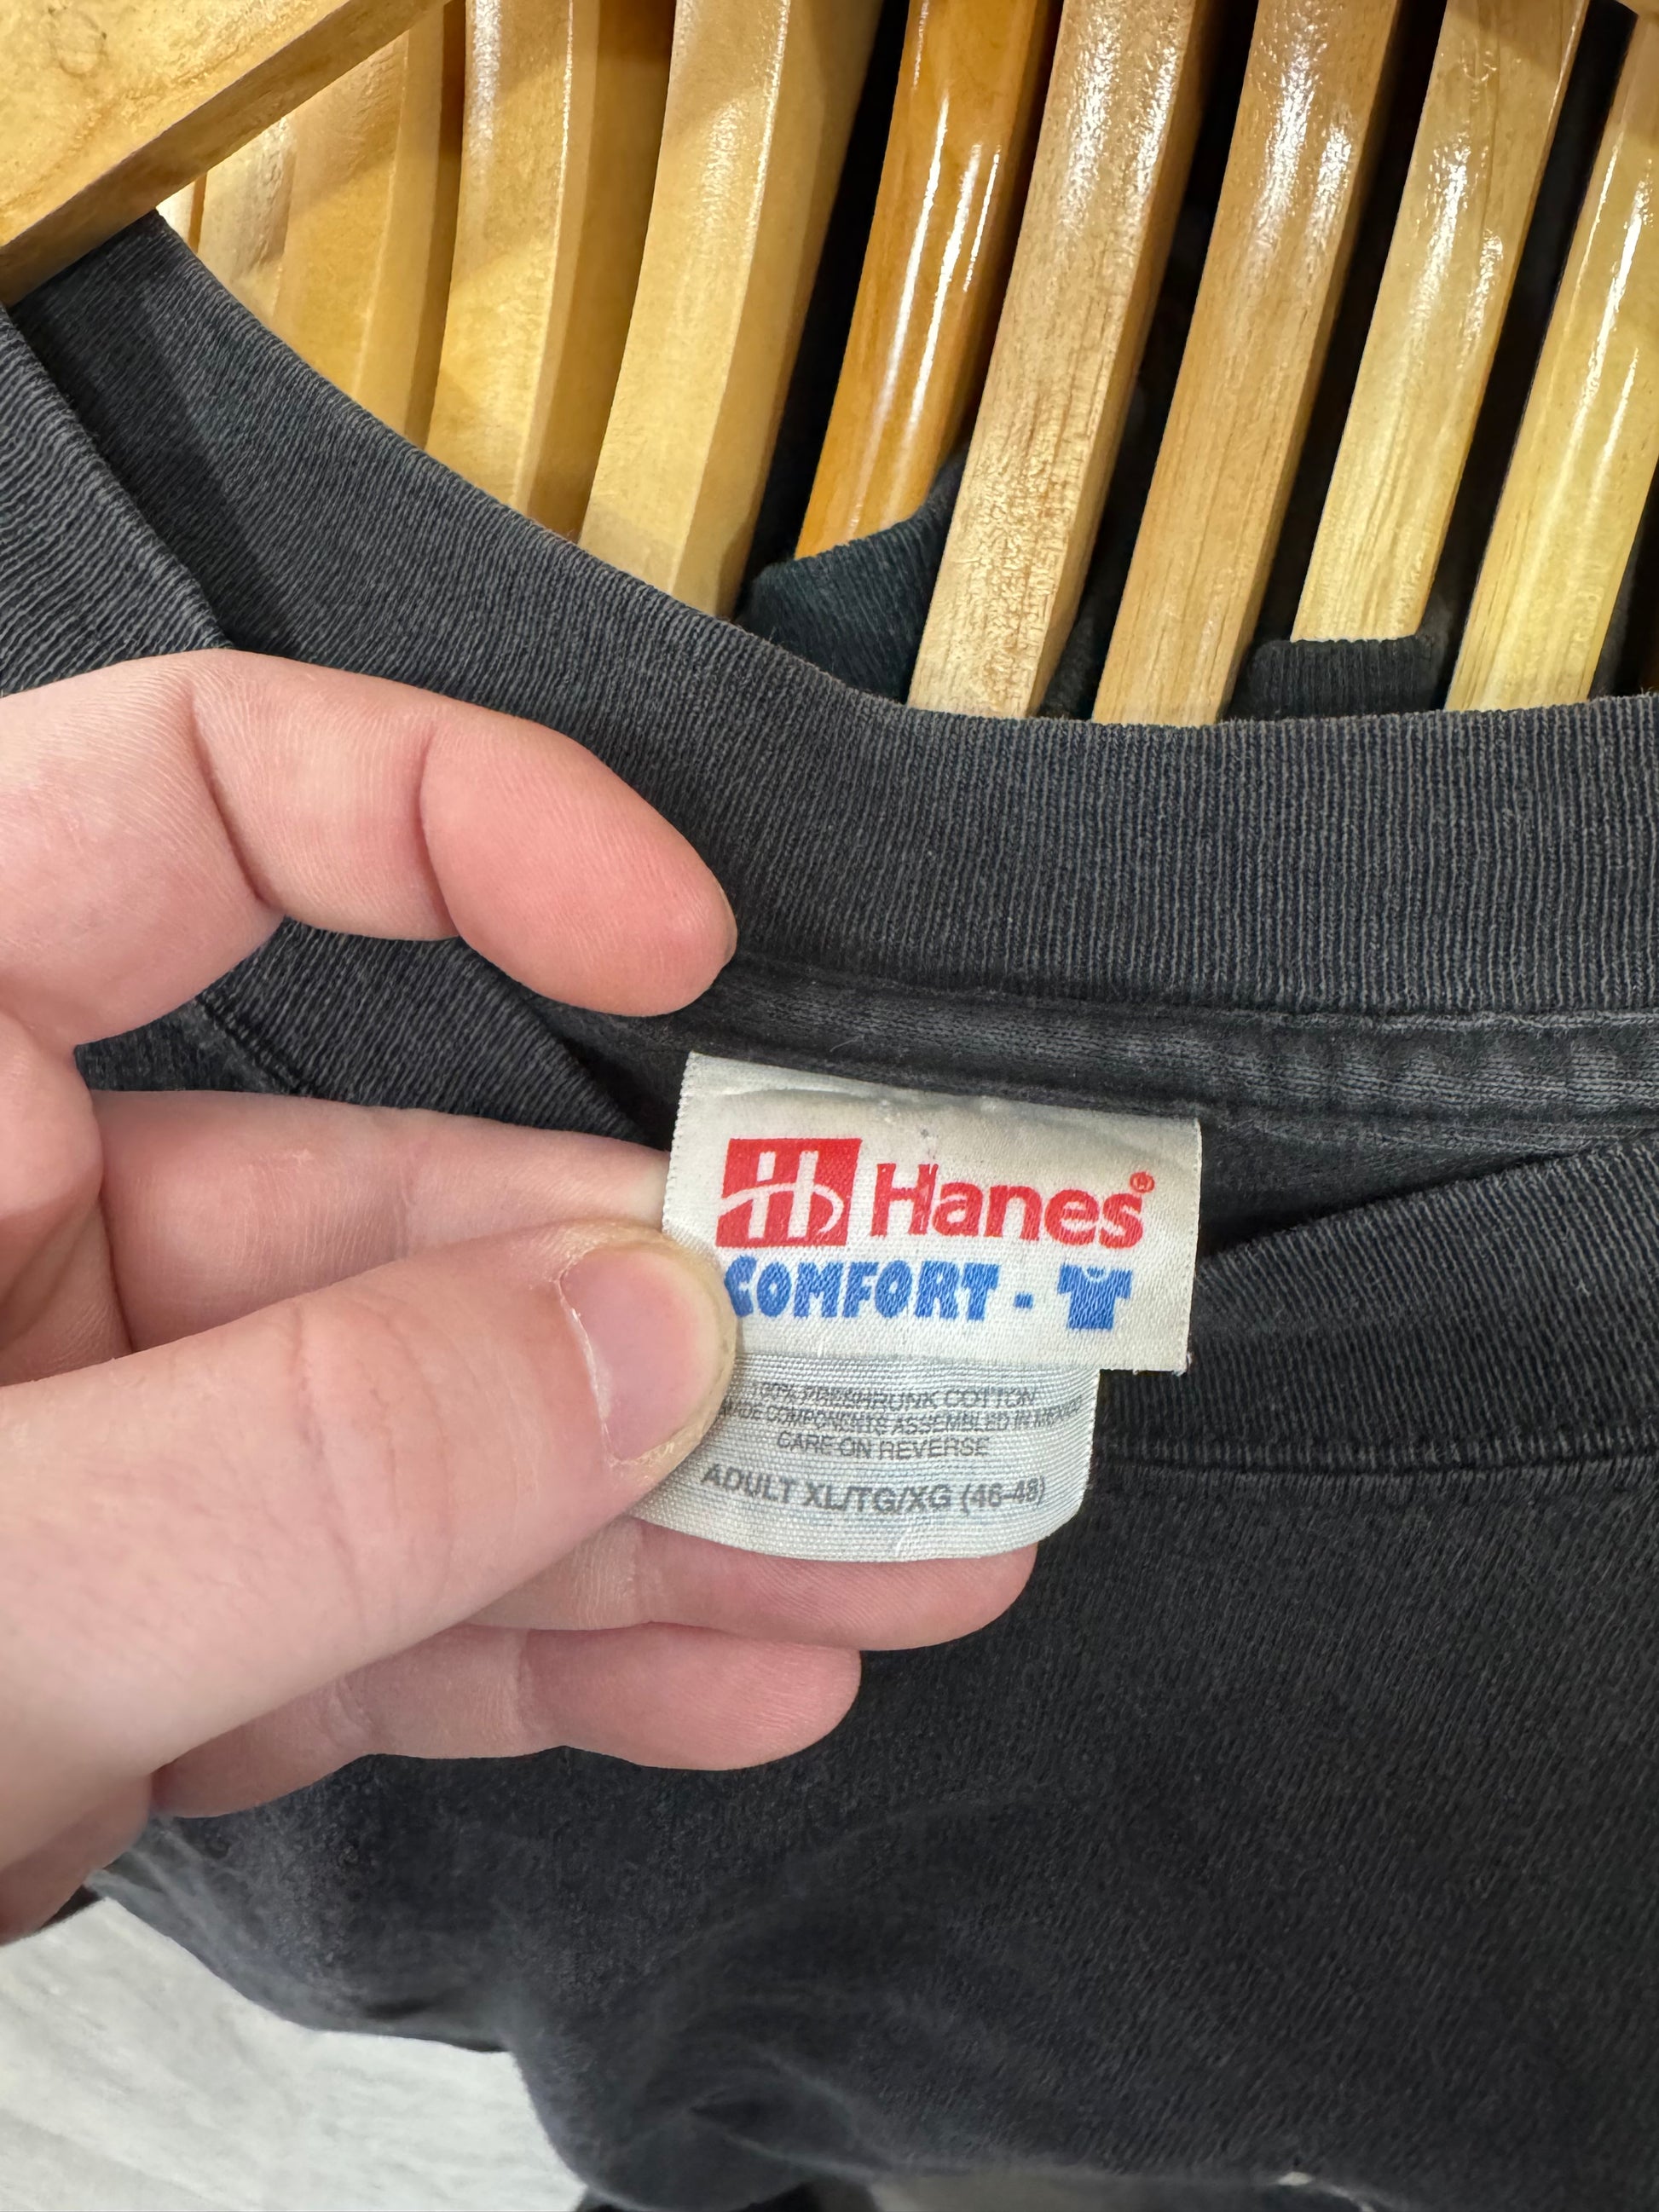 Hanes®
COMFORT -
100% PRESHRUNK COTTON
MADE COMPONENTS ASSEMBLED IN MEXICO
CARE ON REVERSE
ADULT XL/TG/XG (46-48)